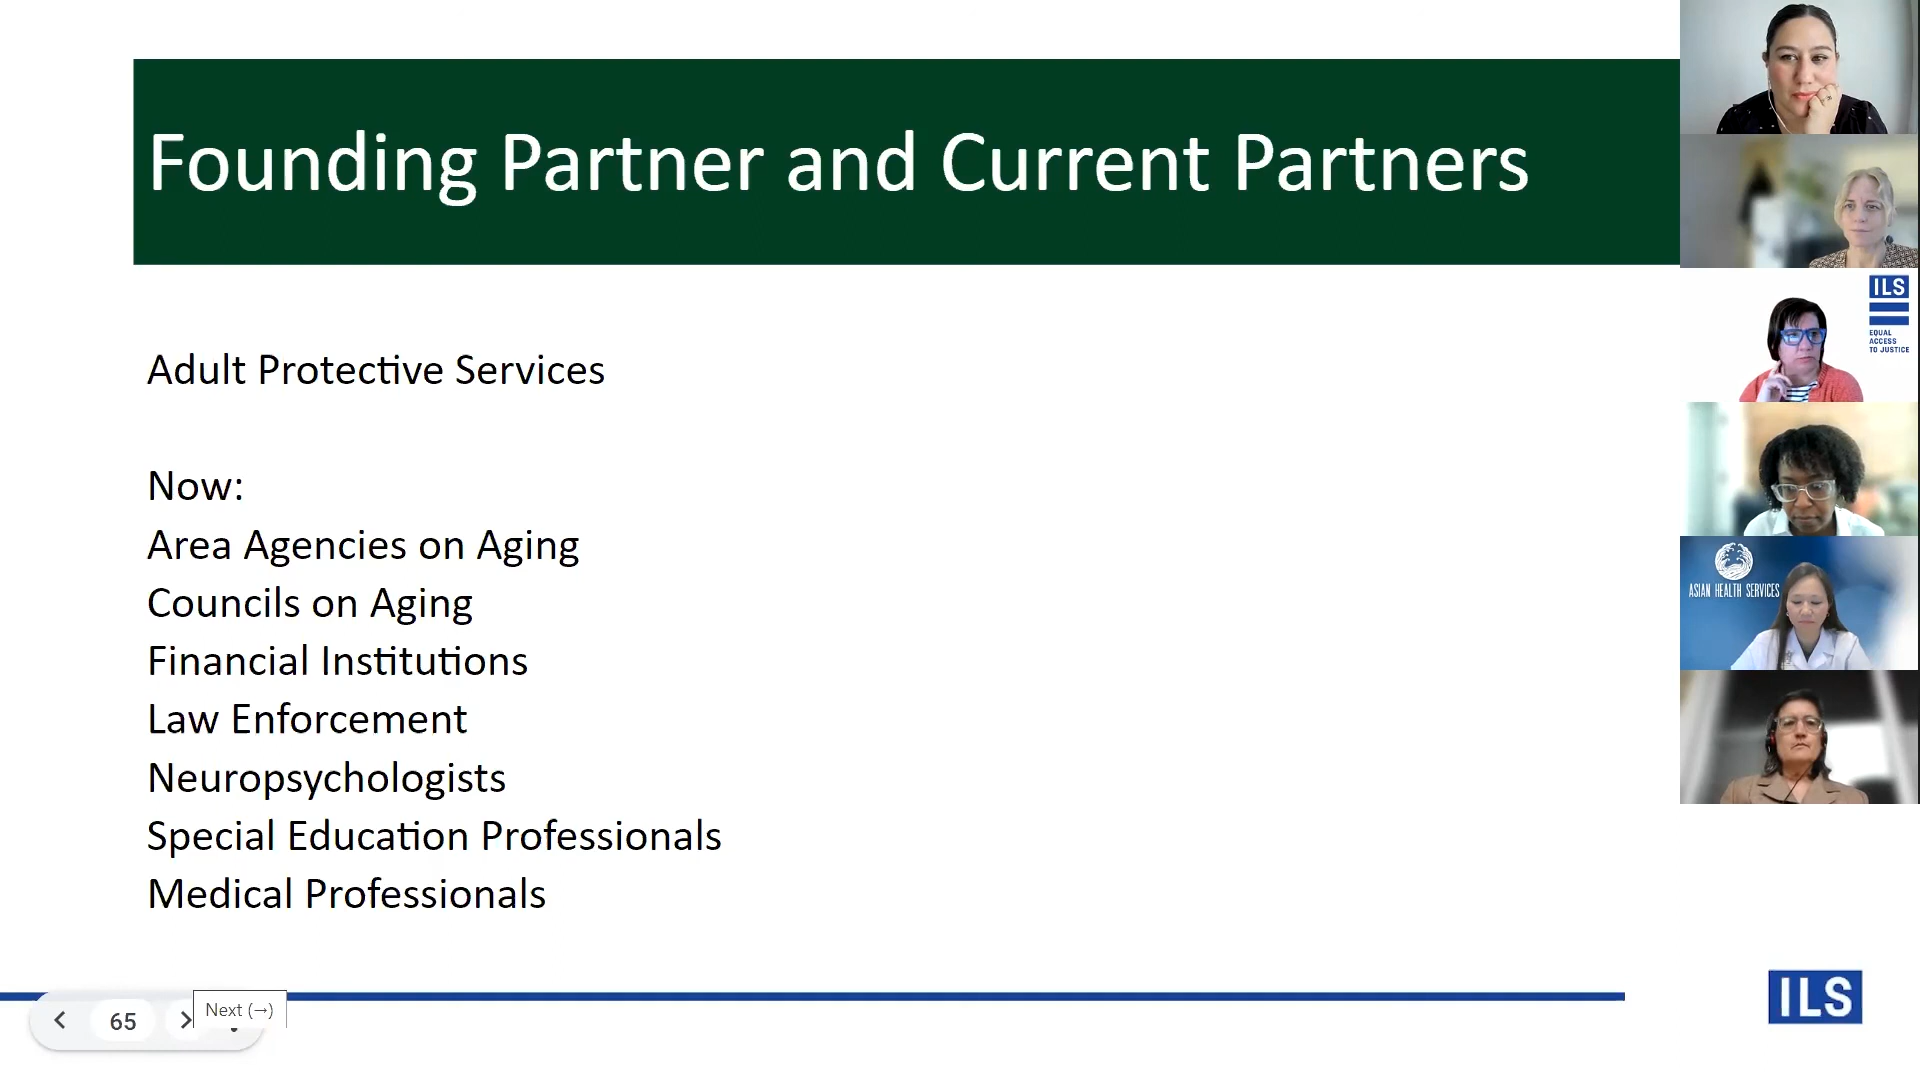 Founding Partner and Current Partners
Adult Protective Services
Now:
Area Agencies on Aging
Councils on Aging
Financial Institutions
Law Enforcement
Neuropsychologists
Special Education Professionals
Medical Professionals
65
Next (→)
ILS
ILS
EQUAL
ACCESS
TO JUSTICE
ASIAN HEALTH SERVICES